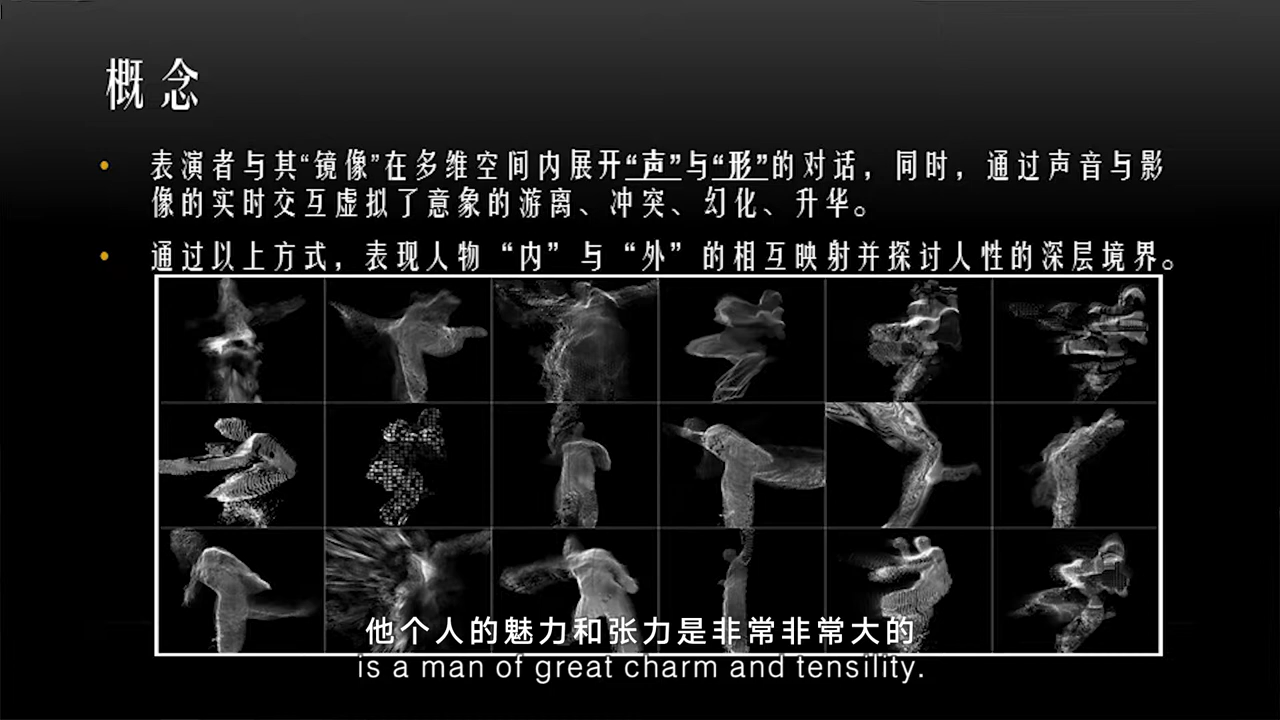 概念
• 表演者与其“镜像”在多维空间内展开“声”与“形”的对话，同时，通过声音与影
像的实时交互虚拟了意象的游离、冲突、幻化、升华。
• 通过以上方式，表现人物“内”与“外”的相互映射并探讨人性的深层境界。
他个人的魅力和张力是非常非常大的
is a man of great charm and tensility.